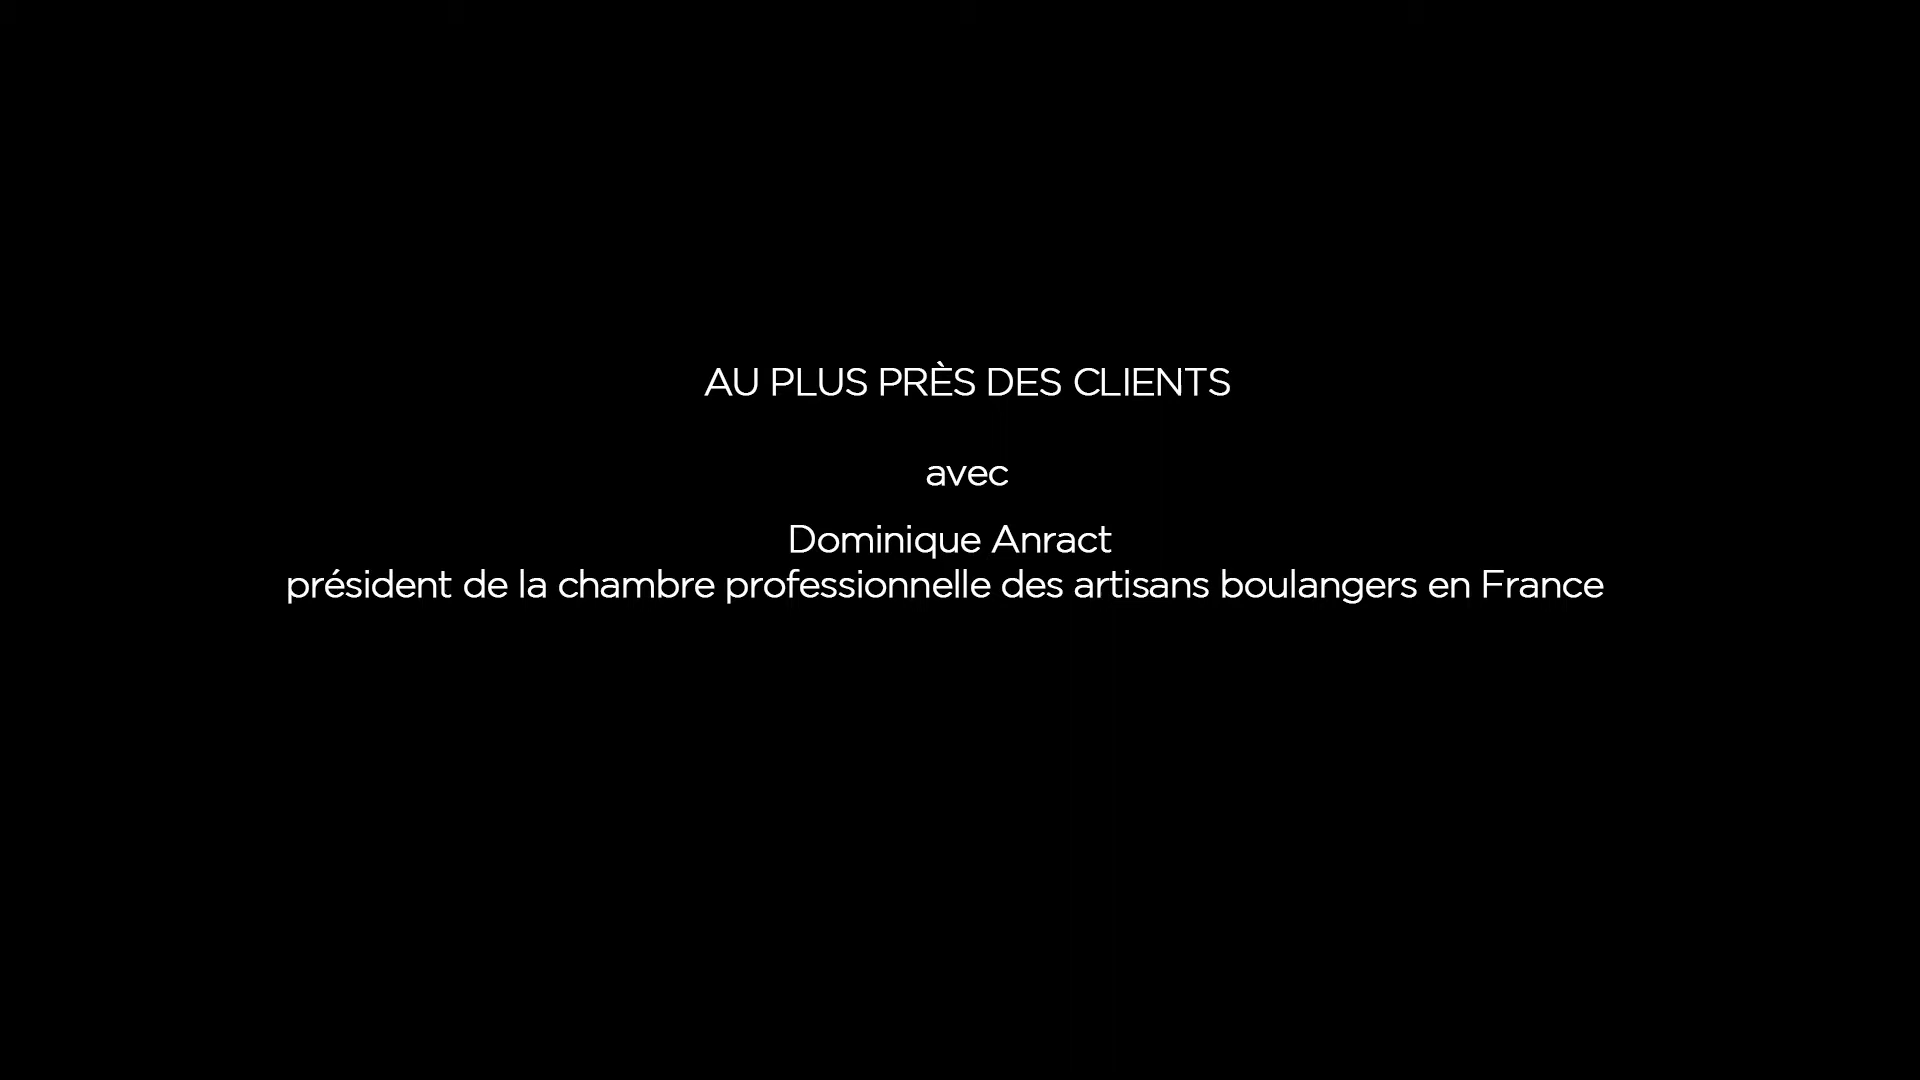 AU PLUS PRÈS DES CLIENTS
avec
Dominique Anract
président de la chambre professionnelle des artisans boulangers en France